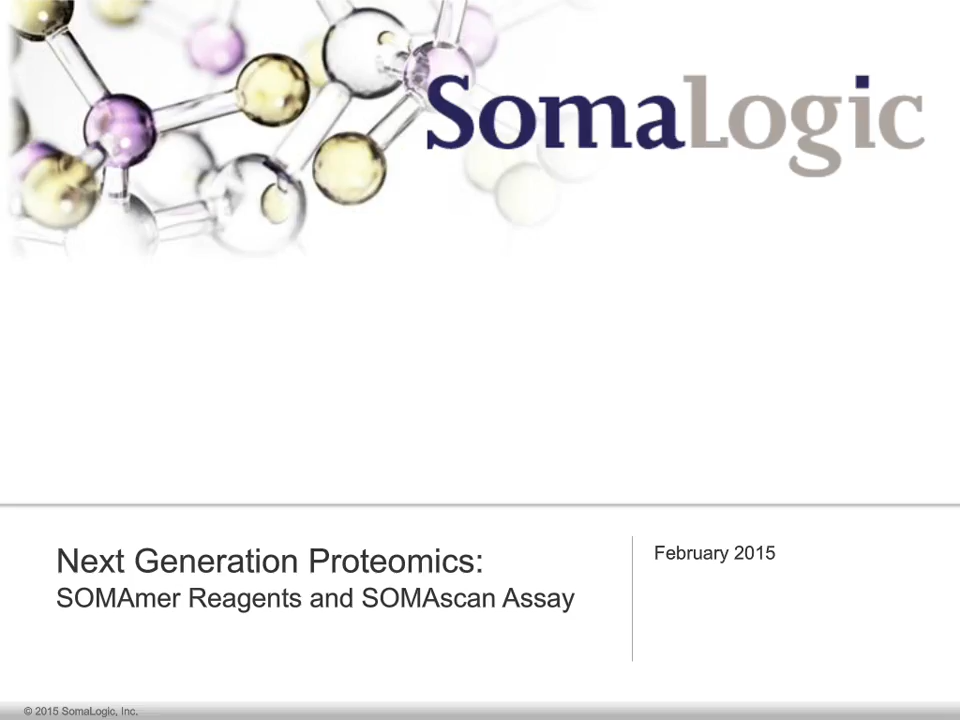 SomaLogic
Next Generation Proteomics:
SOMAmer Reagents and SOMAscan Assay
February 2015
© 2015 SomaLogic, Inc.